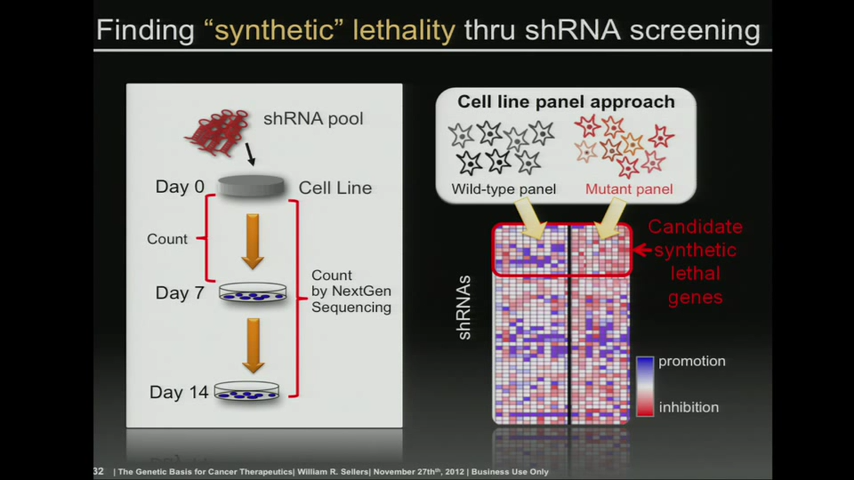 Finding “synthetic” lethality thru shRNA screening
shRNA pool
Day 0
Cell Line
Count
Day 7
Count
by NextGen
Sequencing
Day 14
Cell line panel approach
Wild-type panel
Mutant panel
Candidate
synthetic
lethal
genes
shRNAs
promotion
inhibition
32 | The Genetic Basis for Cancer Therapeutics| William R. Sellers| November 27thth, 2012 | Business Use Only